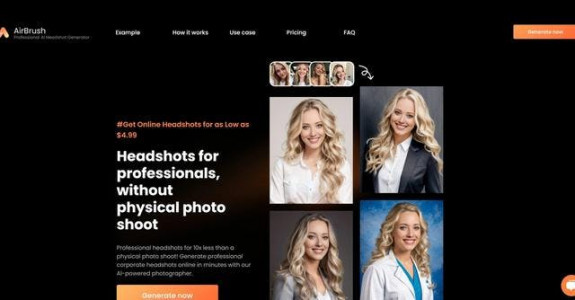 AirBrush
Professional AI Headshot Generator
Example
How it works
Use case
Pricing
FAQ
Generate now
#Get Online Headshots for as Low as
$4.99
Headshots for
professionals,
without
physical photo
shoot
Professional headshots for 10x less than a
physical photo shoot! Generate professional
corporate headshots online in minutes with our
AI-powered photographer.
Generate now